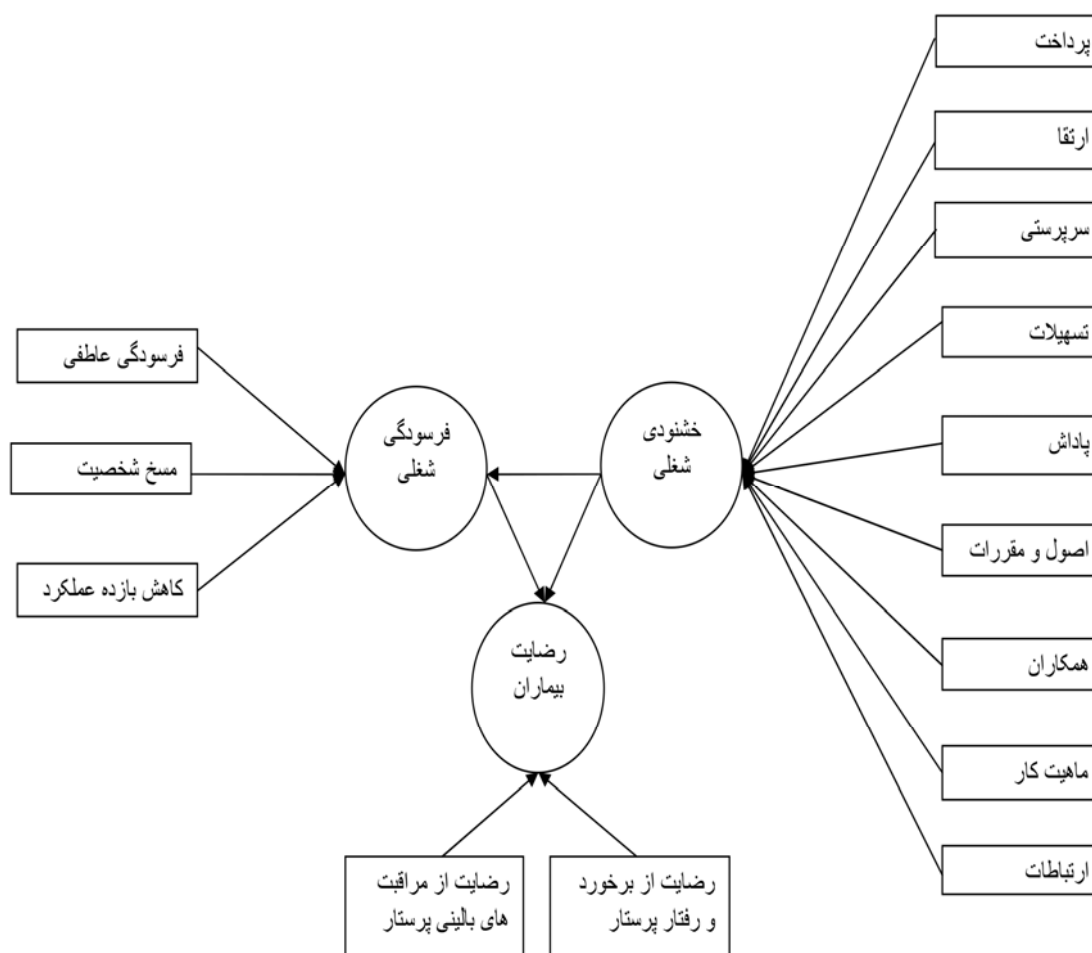 پرداخت
ارتقا
سرپرستی
تسهیلات
پاداش
اصول و مقررات
همکاران
ماهیت کار
ارتباطات
خشنودی
شغلی
فرسودگی
شغلی
رضایت
بیماران
فرسودگی عاطفی
مسخ شخصیت
کاهش بازده عملکرد
رضایت از برخورد
و رفتار پرستار
رضایت از مراقبت
های بالینی پرستار